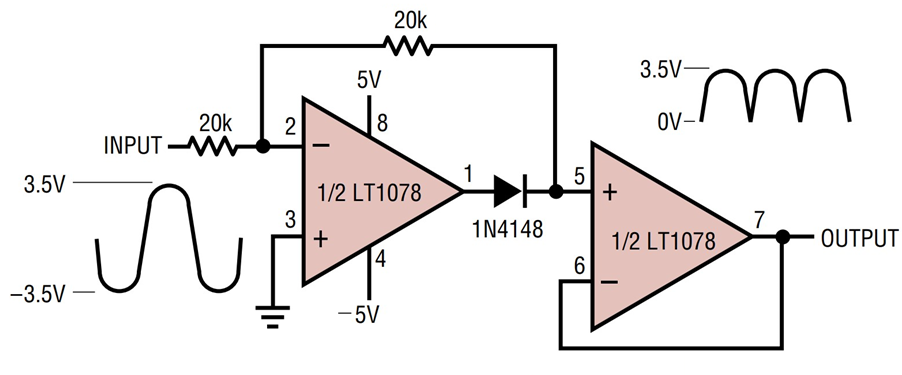 20k
3.5V
5V
0V
20k
8
INPUT
2
−
5
+
1
3.5V
1/2 LT1078
7
3
+
1N4148
1/2 LT1078
OUTPUT
4
6
−
−3.5V
−5V